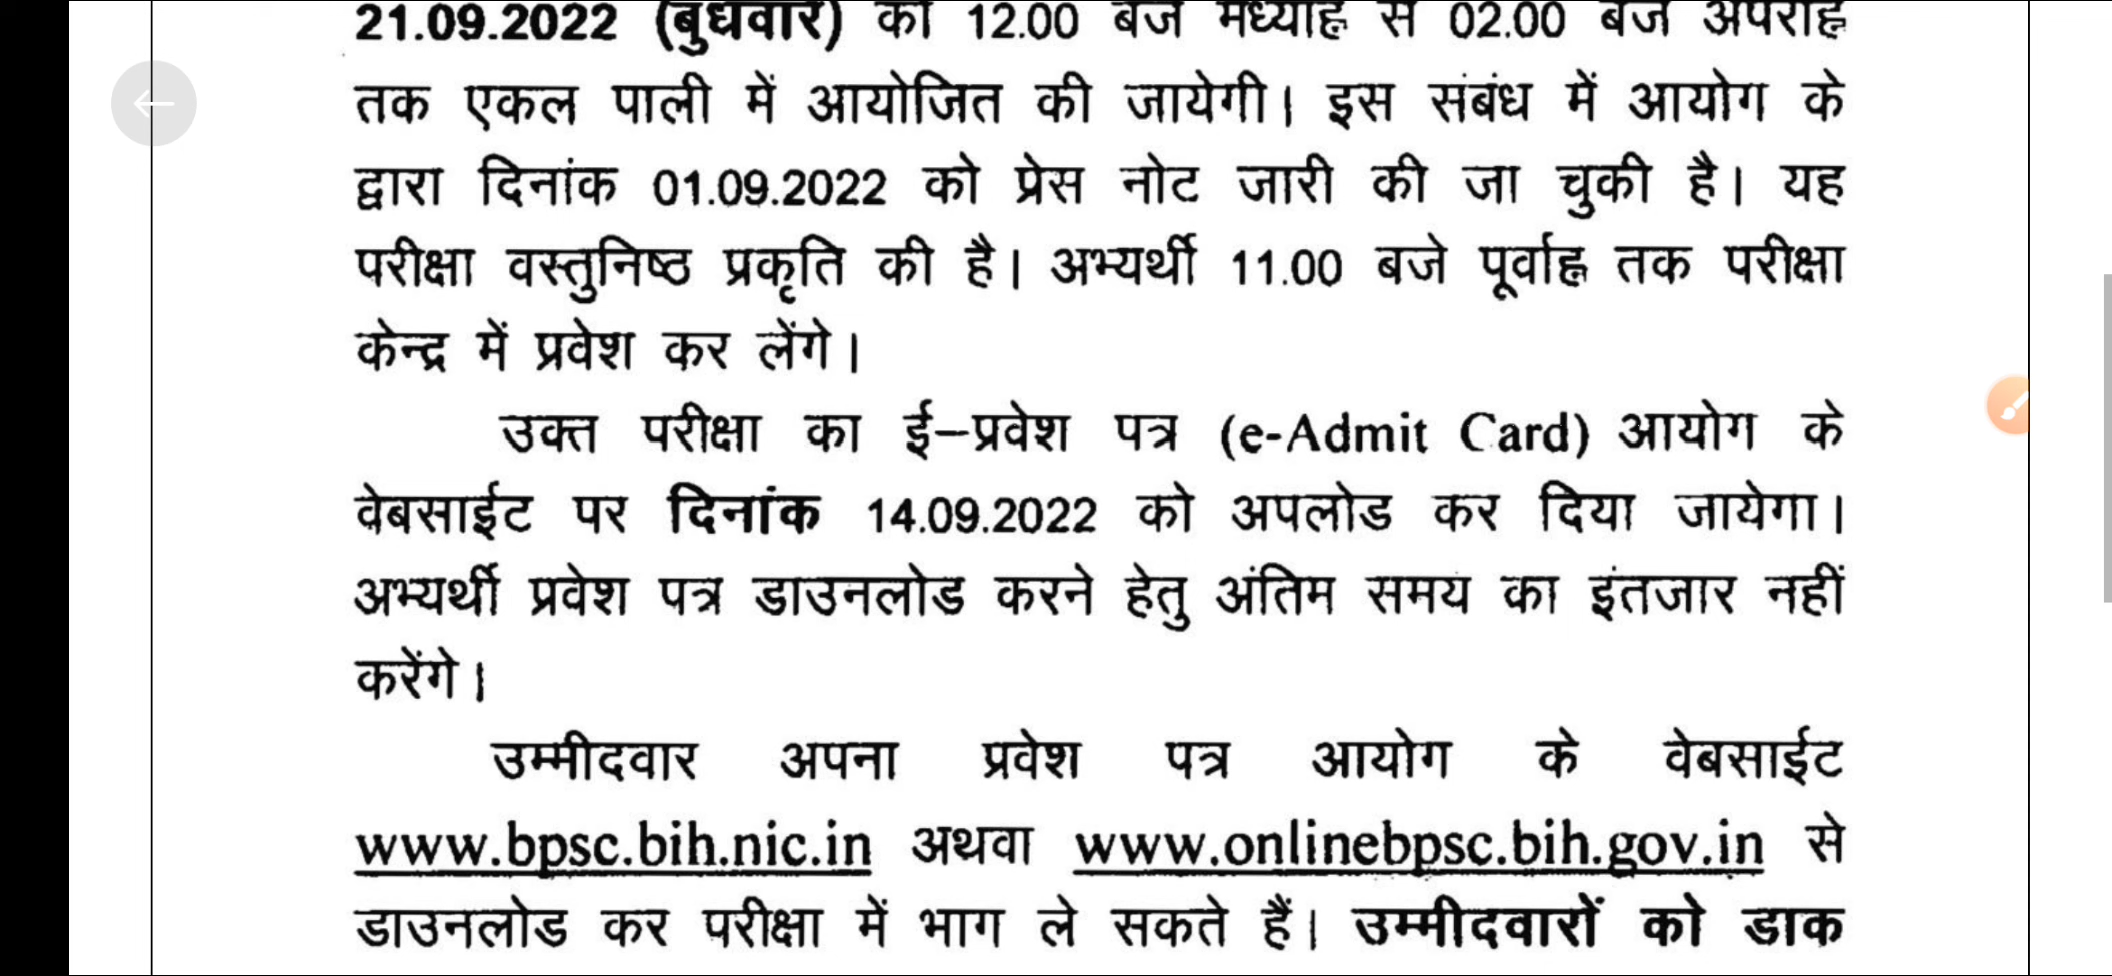 21.09.2022 (बुधवार) को 12.00 बजे मध्याह्न से 02.00 बजे अपराह्न
तक एकल पाली में आयोजित की जायेगी। इस संबंध में आयोग के
द्वारा दिनांक 01.09.2022 को प्रेस नोट जारी की जा चुकी है। यह
परीक्षा वस्तुनिष्ठ प्रकृति की है। अभ्यर्थी 11.00 बजे पूर्वाह्न तक परीक्षा
केन्द्र में प्रवेश कर लेंगे।
उक्त परीक्षा का ई–प्रवेश पत्र (e-Admit Card) आयोग के
वेबसाईट पर दिनांक 14.09.2022 को अपलोड कर दिया जायेगा।
अभ्यर्थी प्रवेश पत्र डाउनलोड करने हेतु अंतिम समय का इंतजार नहीं
करेंगे।
उम्मीदवार अपना प्रवेश पत्र आयोग के वेबसाईट
www.bpsc.bih.nic.in अथवा www.onlinebpsc.bih.gov.in से
डाउनलोड कर परीक्षा में भाग ले सकते हैं। उम्मीदवारों को डाक